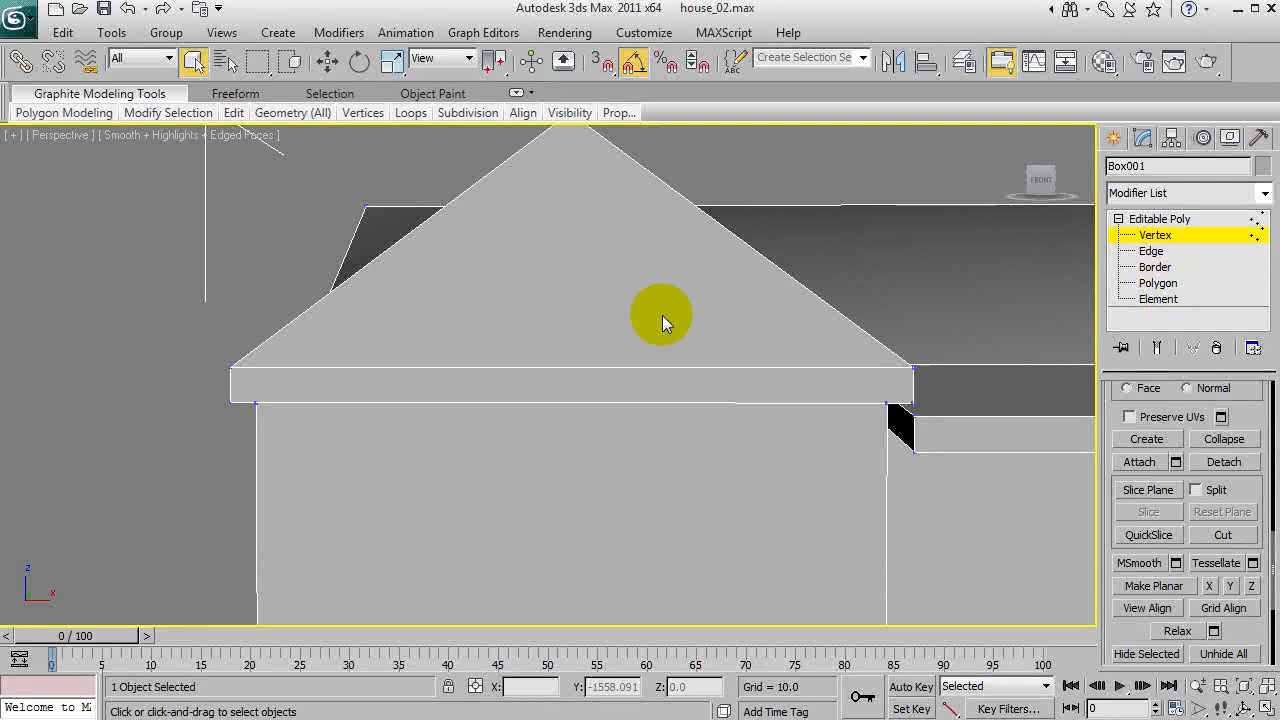 Autodesk 3ds Max 2011 x64 house_02.max
Edit Tools Group Views Create Modifiers Animation Graph Editors Rendering Customize MAXScript Help
All View 3 Create Selection Se
Graphite Modeling Tools Freeform Selection Object Paint
Polygon Modeling Modify Selection Edit Geometry (All) Vertices Loops Subdivision Align Visibility Prop...
[ + ] [ Perspective ] [ Smooth + Highlights + Edged Faces ]
FRONT
Box001
Modifier List
Editable Poly
Vertex
Edge
Border
Polygon
Element
Face Normal
Preserve UVs
Create Collapse
Attach Detach
Slice Plane Split
Slice Reset Plane
QuickSlice Cut
MSmooth Tessellate
Make Planar X Y Z
View Align Grid Align
Relax
Hide Selected Unhide All
z
x
< 0 / 100 >
0 5 10 15 20 25 30 35 40 45 50 55 60 65 70 75 80 85 90 95 100
1 Object Selected X: Y: -1558.091 Z: 0.0 Grid = 10.0 Auto Key Selected
Welcome to M
Click or click-and-drag to select objects Add Time Tag Set Key Key Filters... 0